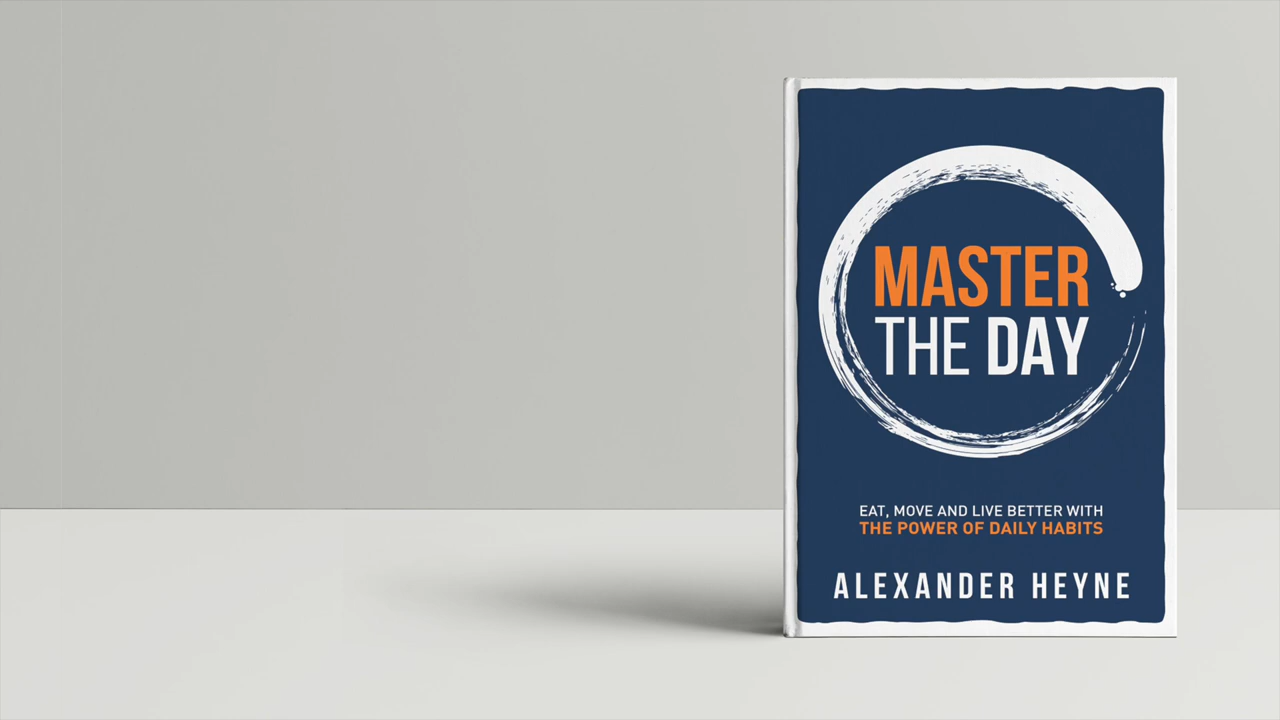 MASTER
THE DAY
EAT, MOVE AND LIVE BETTER WITH
THE POWER OF DAILY HABITS
ALEXANDER HEYNE